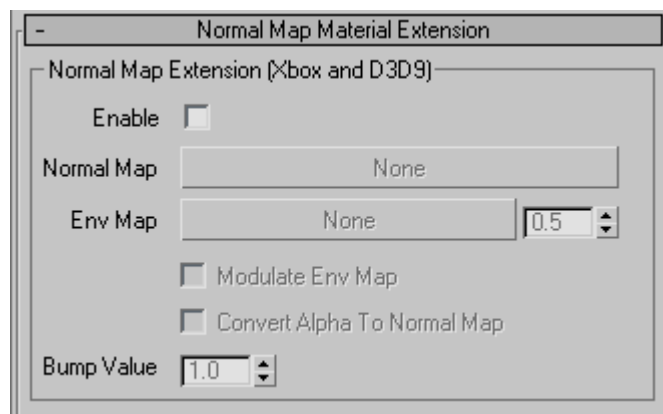 - Normal Map Material Extension
Normal Map Extension (Xbox and D3D9)
Enable
Normal Map None
Env Map None 0.5
Modulate Env Map
Convert Alpha To Normal Map
Bump Value 1.0